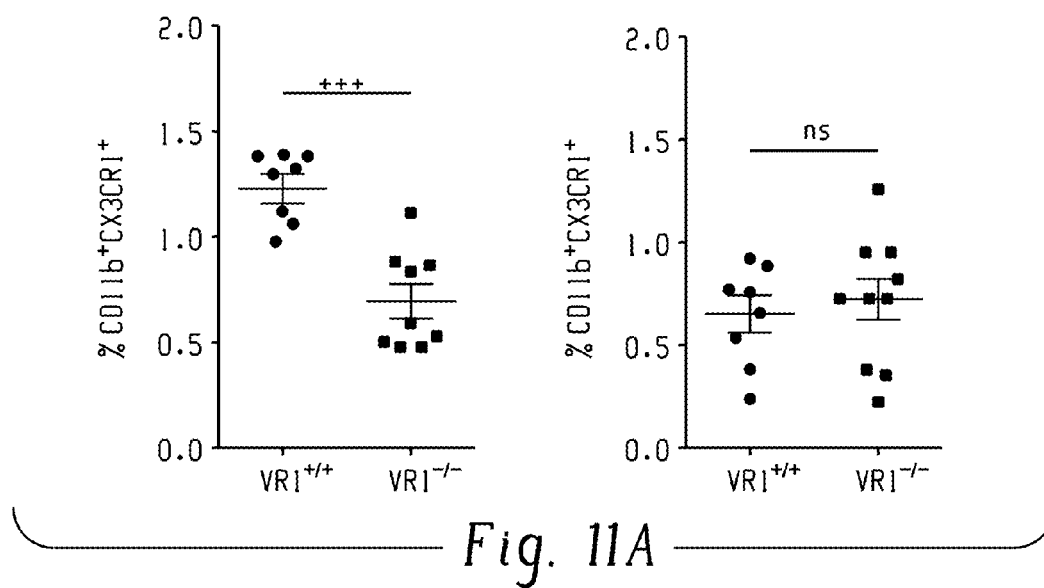 2.0
1.5
1.0
0.5
0.0
%CD11b⁺CX3CR1⁺
+++
VR1⁺/⁺
VR1⁻/⁻
2.0
1.5
1.0
0.5
0.0
%CD11b⁺CX3CR1⁺
ns
VR1⁺/⁺
VR1⁻/⁻
Fig. 11A